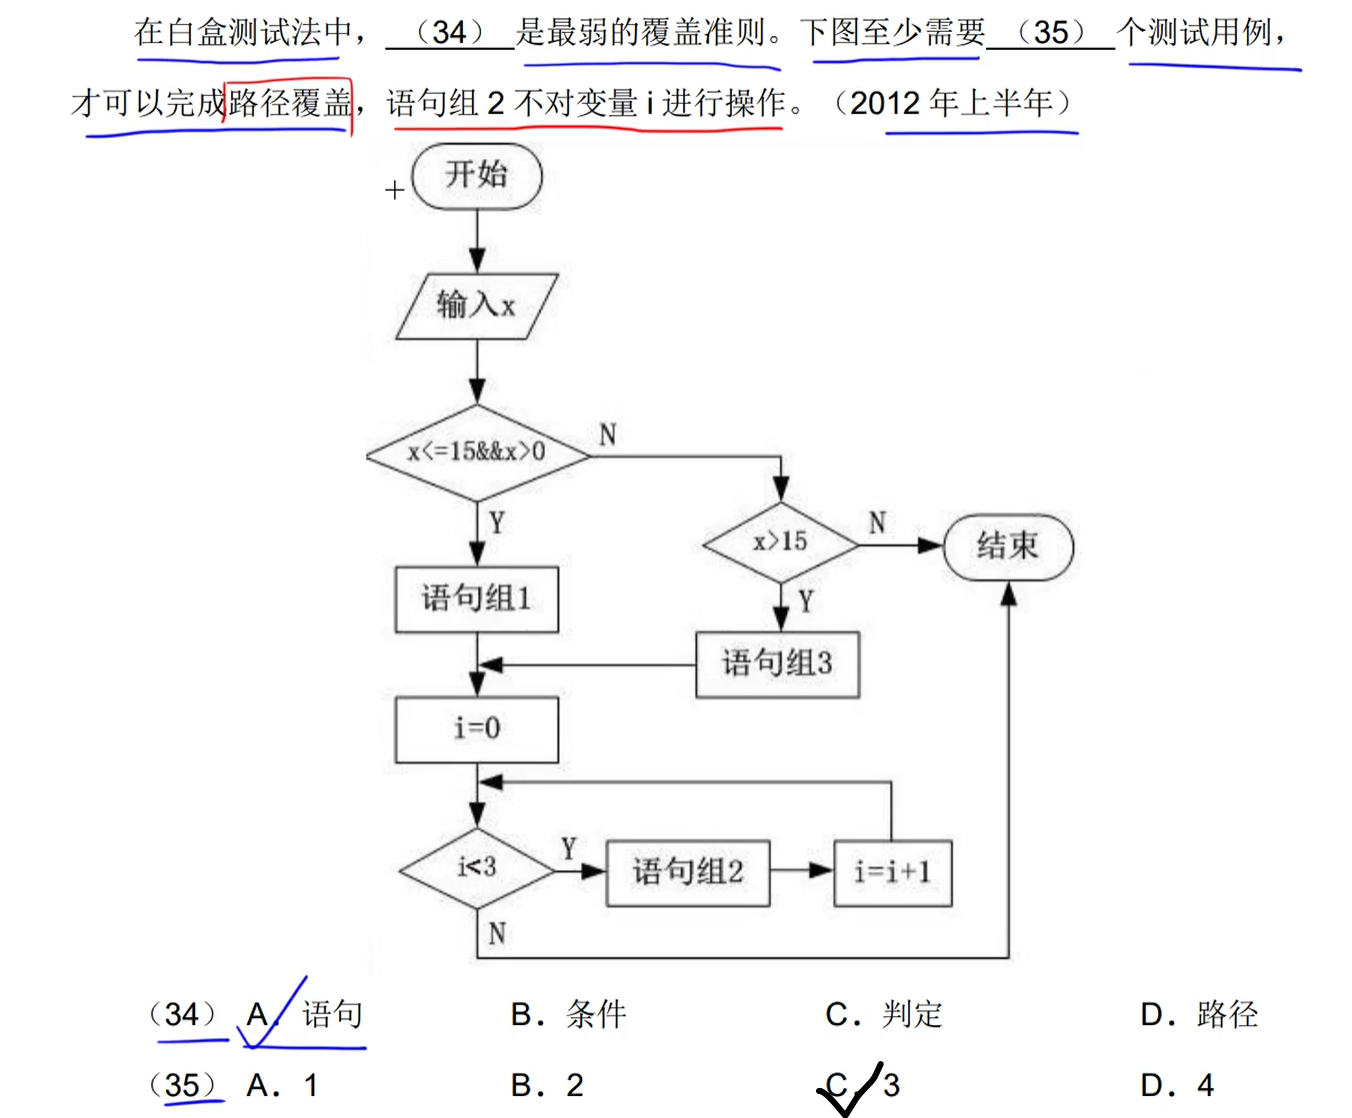 在白盒测试法中，（34）是最弱的覆盖准则。下图至少需要（35）个测试用例，
才可以完成路径覆盖，语句组 2 不对变量 i 进行操作。（2012 年上半年）
开始
输入x
x<=15&&x>0
N
Y
x>15
N
结束
语句组1
Y
语句组3
i=0
i<3
Y
语句组2
i=i+1
N
（34） A．语句 B．条件 C．判定 D．路径
（35） A．1 B．2 C．3 D．4